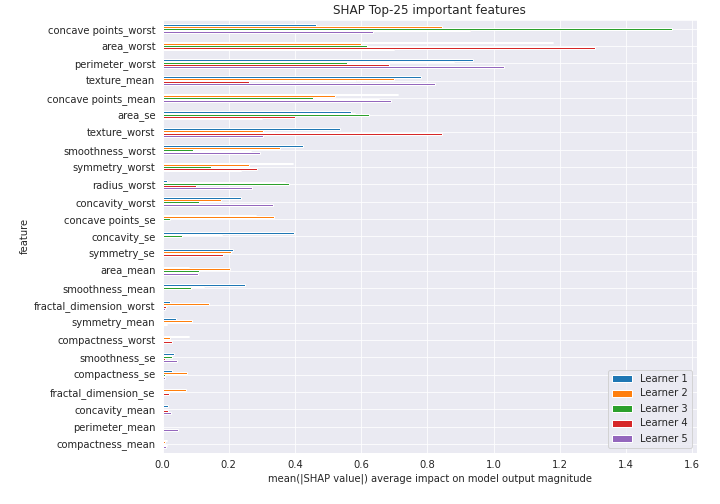 SHAP Top-25 important features
concave points_worst
area_worst
perimeter_worst
texture_mean
concave points_mean
area_se
texture_worst
smoothness_worst
symmetry_worst
radius_worst
concavity_worst
concave points_se
concavity_se
symmetry_se
area_mean
smoothness_mean
fractal_dimension_worst
symmetry_mean
compactness_worst
smoothness_se
compactness_se
fractal_dimension_se
concavity_mean
perimeter_mean
compactness_mean
feature
Learner 1
Learner 2
Learner 3
Learner 4
Learner 5
0.0 0.2 0.4 0.6 0.8 1.0 1.2 1.4 1.6
mean(|SHAP value|) average impact on model output magnitude